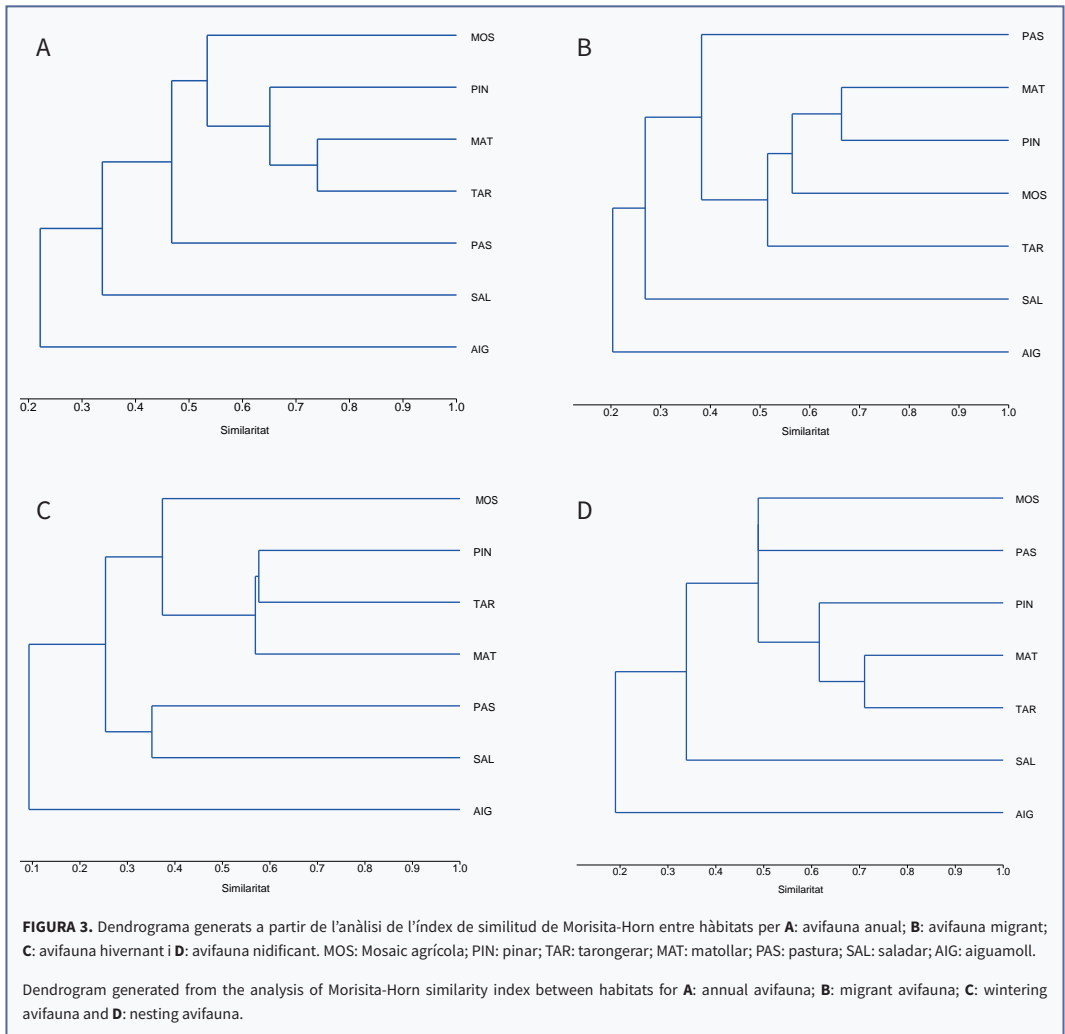 A
MOS
PIN
MAT
TAR
PAS
SAL
AIG
0.2 0.3 0.4 0.5 0.6 0.7 0.8 0.9 1.0
Similaritat
B
PAS
MAT
PIN
MOS
TAR
SAL
AIG
0.2 0.3 0.4 0.5 0.6 0.7 0.8 0.9 1.0
Similaritat
C
MOS
PIN
TAR
MAT
PAS
SAL
AIG
0.1 0.2 0.3 0.4 0.5 0.6 0.7 0.8 0.9 1.0
Similaritat
D
MOS
PAS
PIN
MAT
TAR
SAL
AIG
0.2 0.3 0.4 0.5 0.6 0.7 0.8 0.9 1.0
Similaritat
FIGURA 3. Dendrograma generats a partir de l'anàlisi de l'índex de similitud de Morisita-Horn entre hàbitats per A: avifauna anual; B: avifauna migrant;
C: avifauna hivernant i D: avifauna nidificant. MOS: Mosaic agrícola; PIN: pinar; TAR: tarongerar; MAT: matollar; PAS: pastura; SAL: saladar; AIG: aiguamoll.
Dendrogram generated from the analysis of Morisita-Horn similarity index between habitats for A: annual avifauna; B: migrant avifauna; C: wintering
avifauna and D: nesting avifauna.